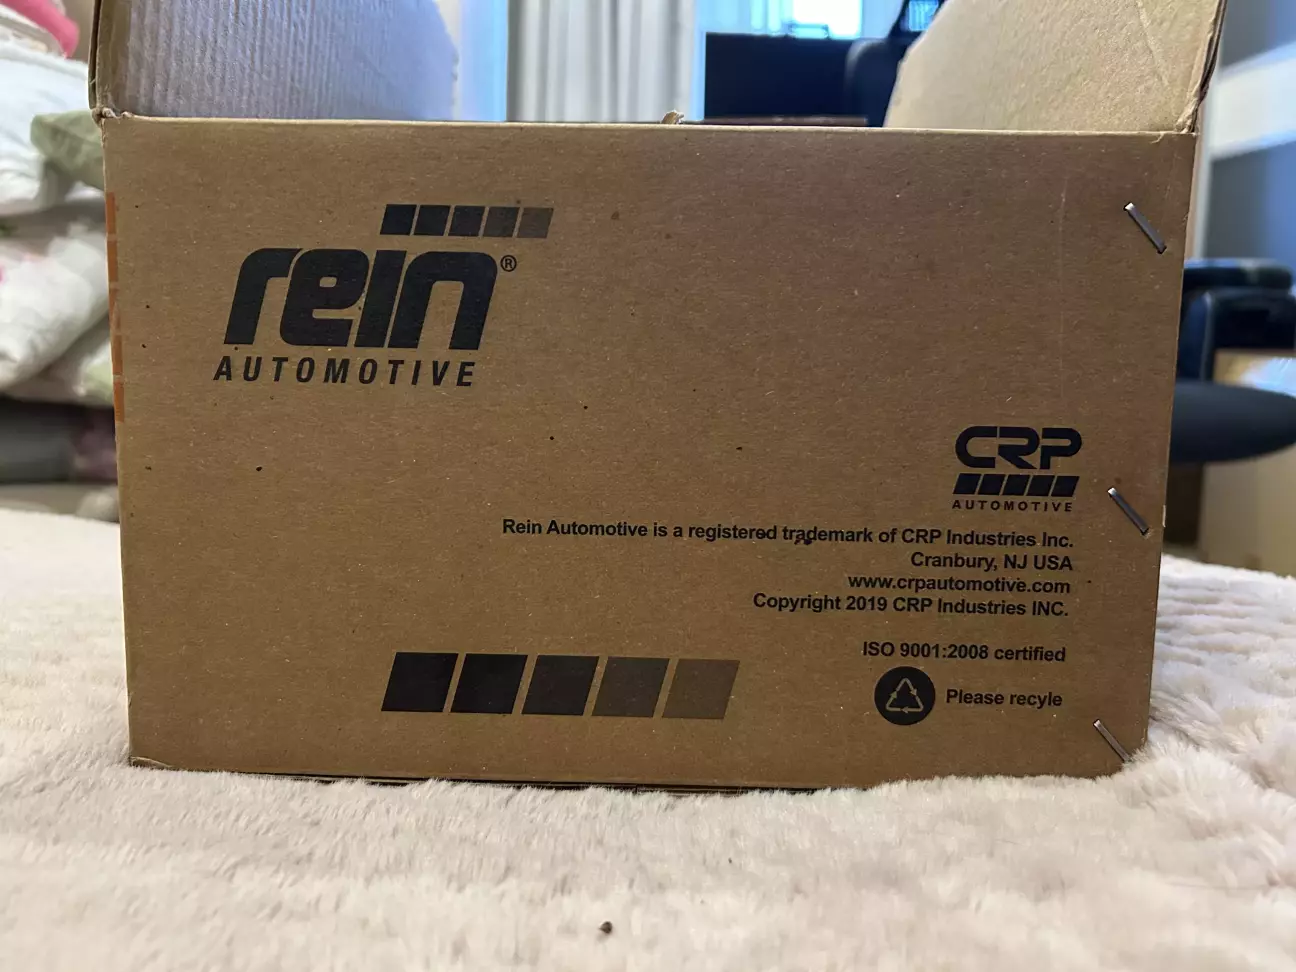 rein®
AUTOMOTIVE
CRP
AUTOMOTIVE
Rein Automotive is a registered trademark of CRP Industries Inc.
Cranbury, NJ USA
www.crpautomotive.com
Copyright 2019 CRP Industries INC.
ISO 9001:2008 certified
Please recyle